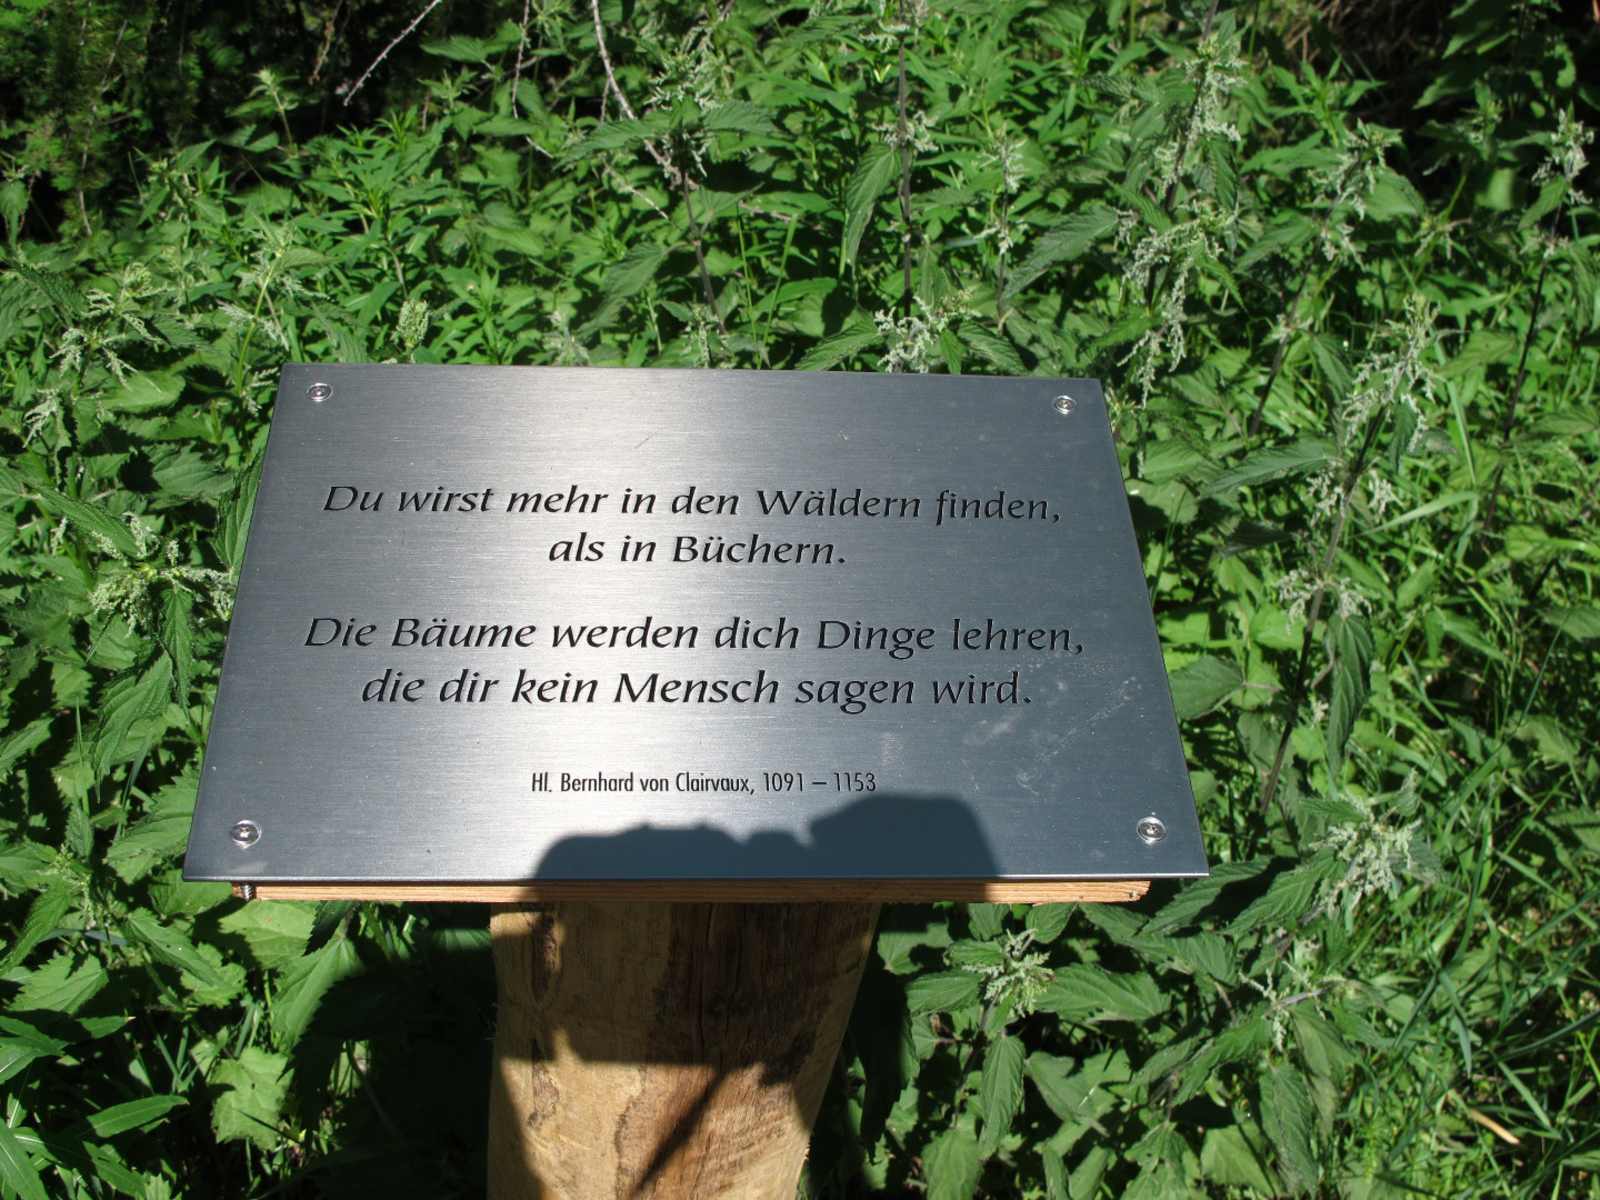 Du wirst mehr in den Wäldern finden,
als in Büchern.
Die Bäume werden dich Dinge lehren,
die dir kein Mensch sagen wird.
Hl. Bernhard von Clairvaux, 1091 – 1153